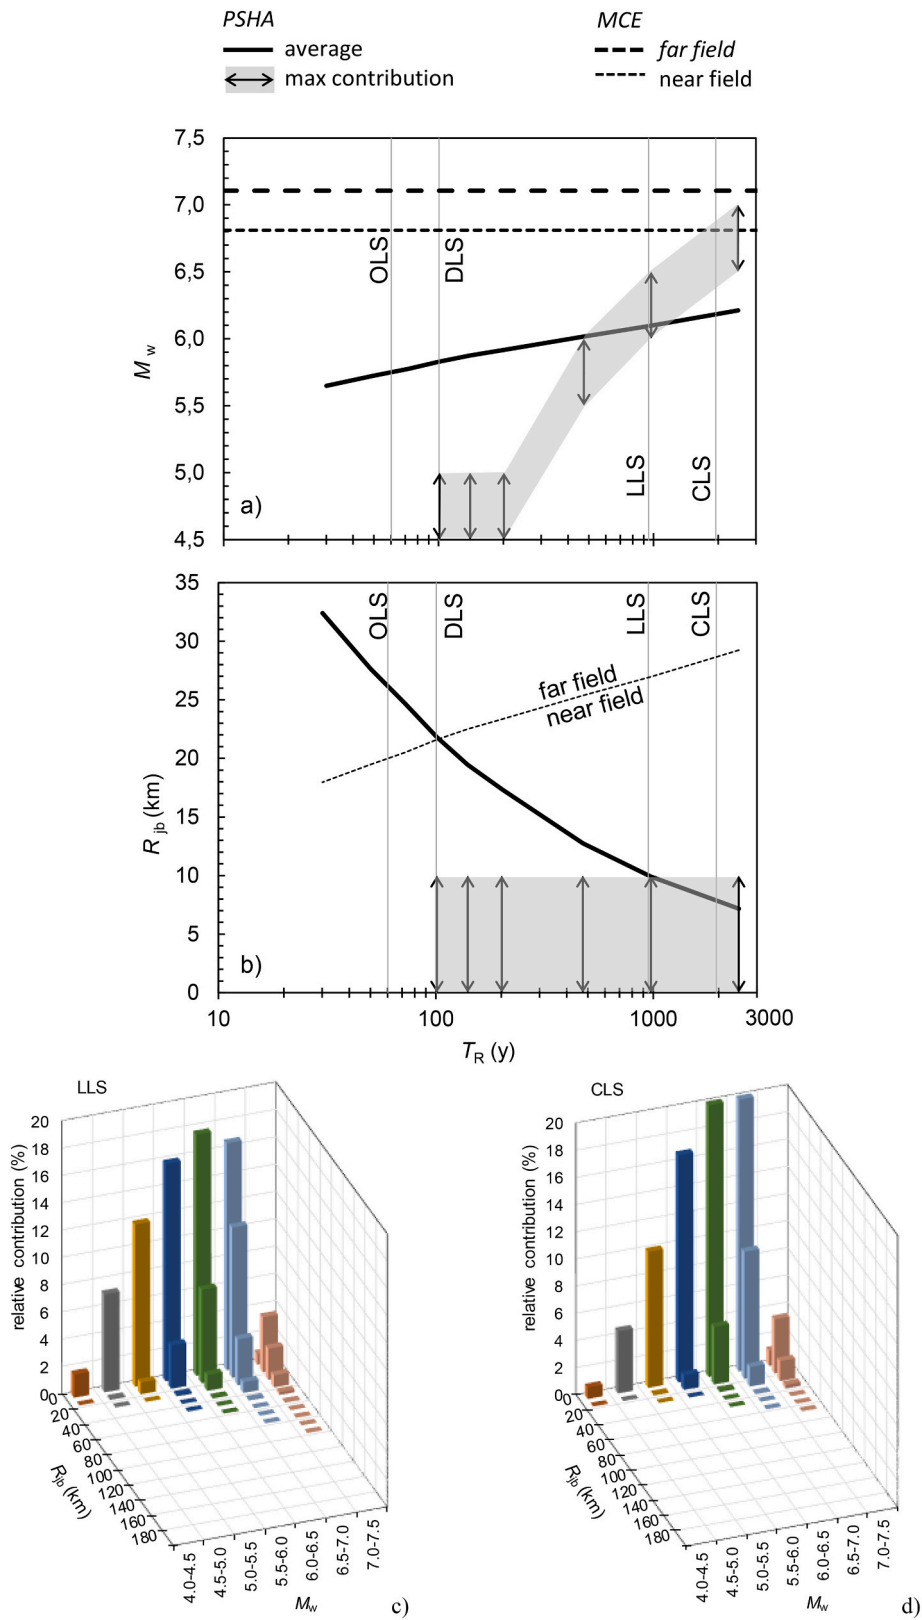 PSHA
MCE
average
far field
max contribution
near field
7,5
7,0
6,5
6,0
5,5
5,0
4,5
Mw
OLS
DLS
LLS
CLS
a)
35
30
25
20
15
10
5
0
Rjb (km)
OLS
DLS
LLS
CLS
far field
near field
b)
10
100
1000
3000
TR (y)
LLS
20
18
16
14
12
10
8
6
4
2
0
relative contribution (%)
0
20
40
60
80
100
120
140
160
180
Rjb (km)
4.0-4.5
4.5-5.0
5.0-5.5
5.5-6.0
6.0-6.5
6.5-7.0
7.0-7.5
Mw
c)
CLS
20
18
16
14
12
10
8
6
4
2
0
relative contribution (%)
0
20
40
60
80
100
120
140
160
180
Rjb (km)
4.0-4.5
4.5-5.0
5.0-5.5
5.5-6.0
6.0-6.5
6.5-7.0
7.0-7.5
Mw
d)